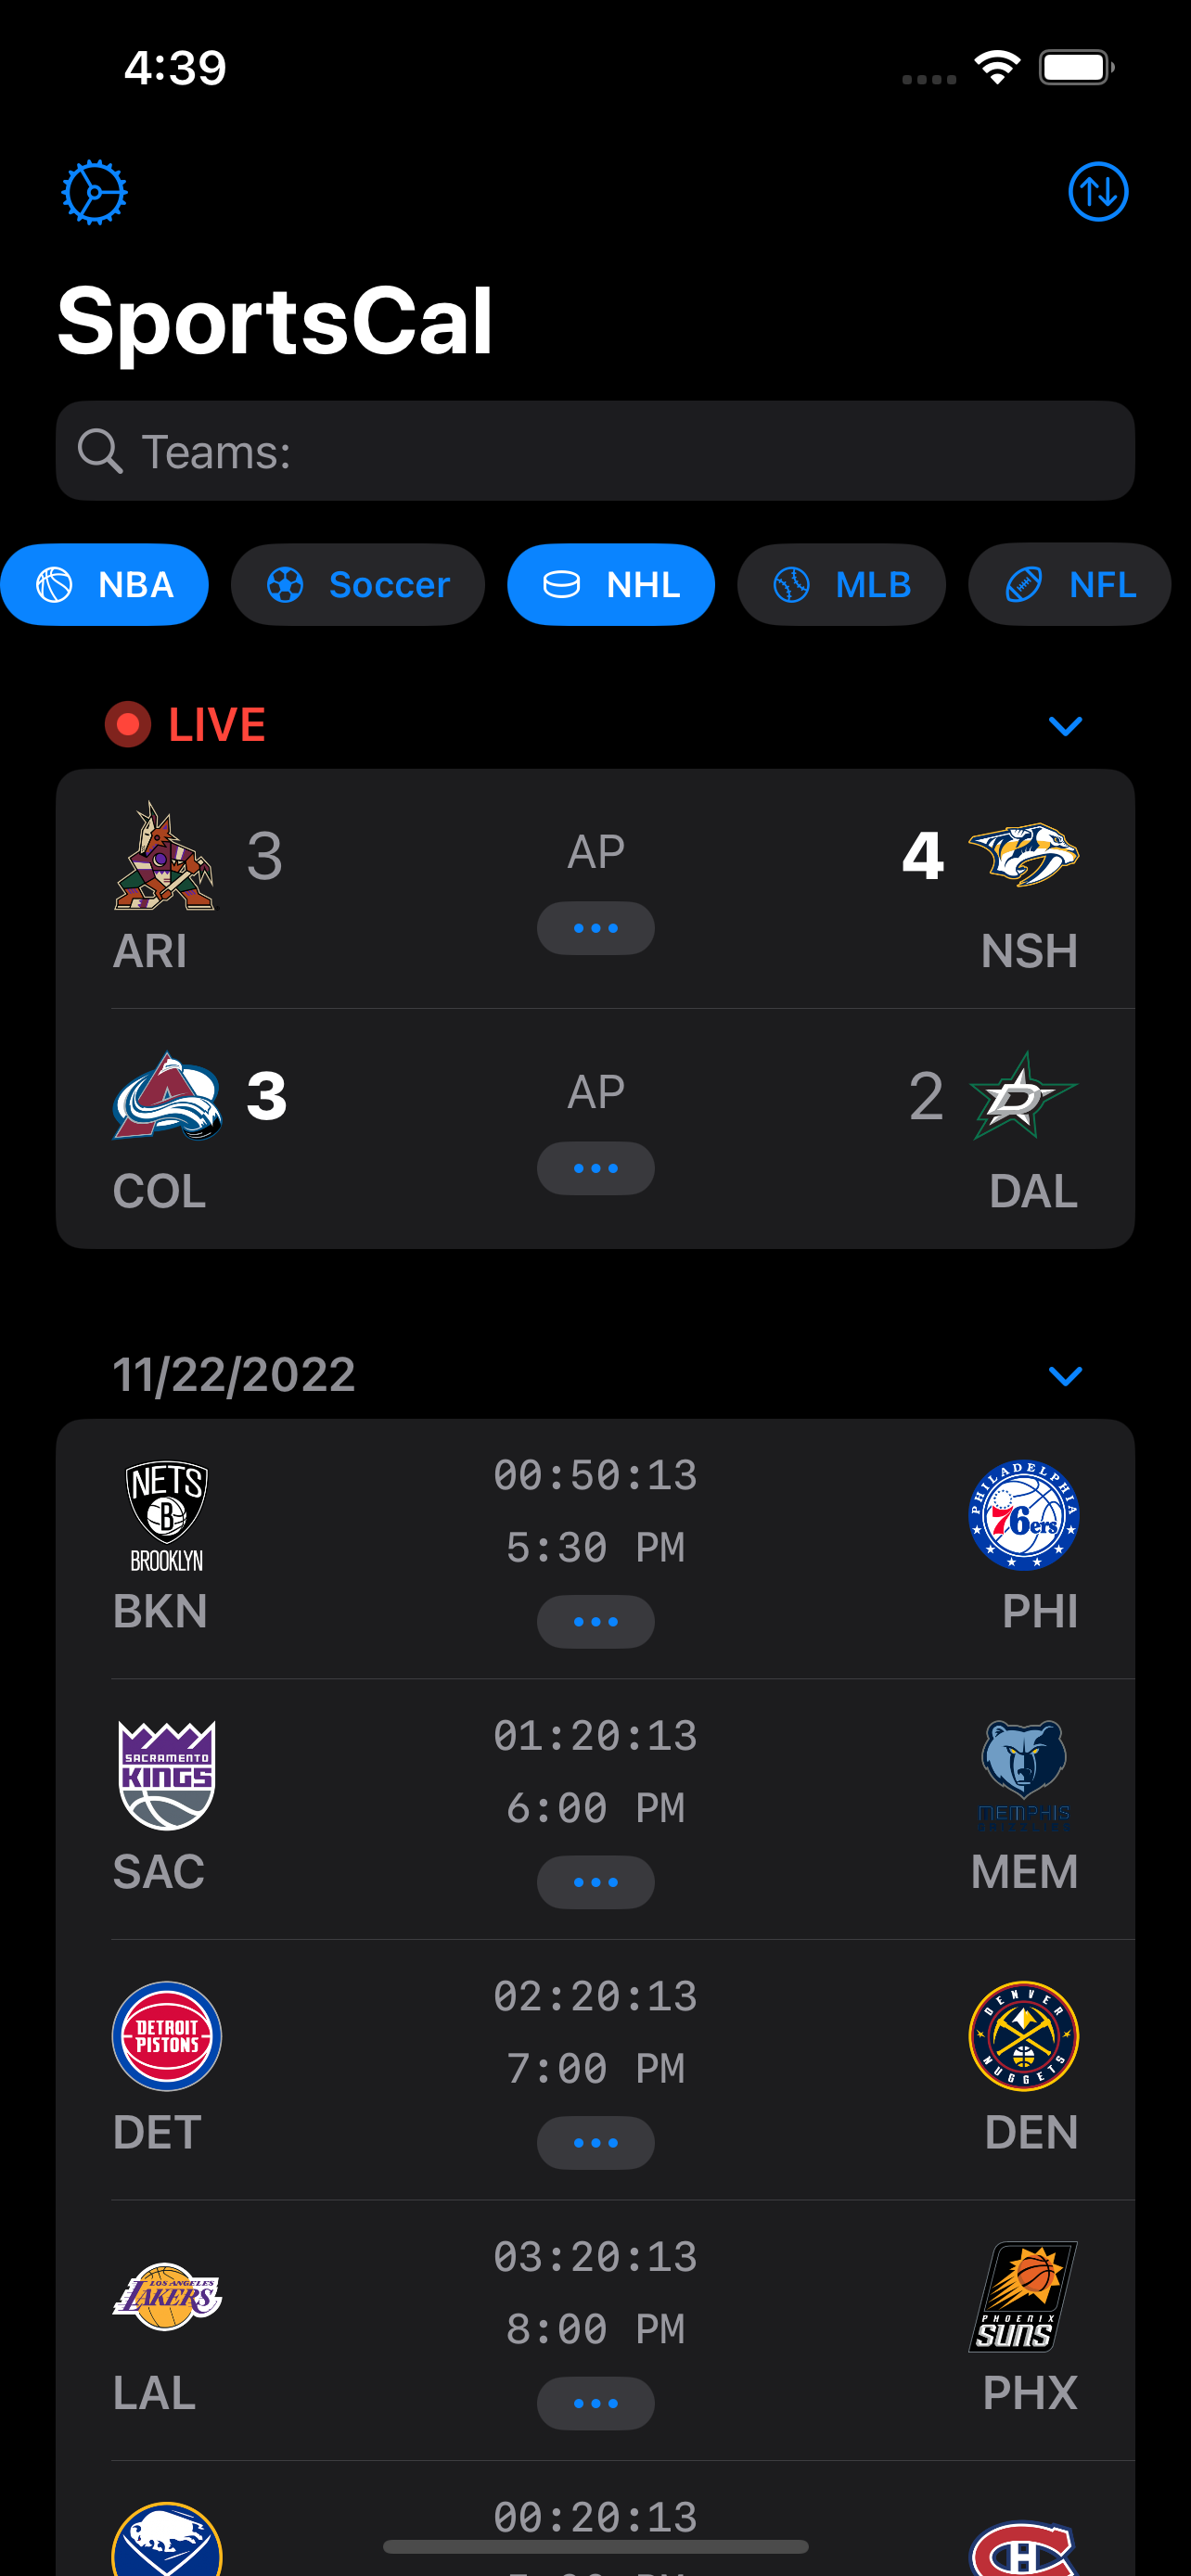 4:39
SportsCal
Teams:
NBA Soccer NHL MLB NFL
LIVE
3 AP 4
ARI NSH
3 AP 2
COL DAL
11/22/2022
NETS
B
BROOKLYN
00:50:13
5:30 PM
PHILADELPHIA
76ers
BKN PHI
SACRAMENTO
KINGS
01:20:13
6:00 PM
MEMPHIS
SAC MEM
DETROIT
PISTONS
02:20:13
7:00 PM
DENVER
NUGGETS
DET DEN
LOS ANGELES
LAKERS
03:20:13
8:00 PM
PHOENIX
SUNS
LAL PHX
00:20:13